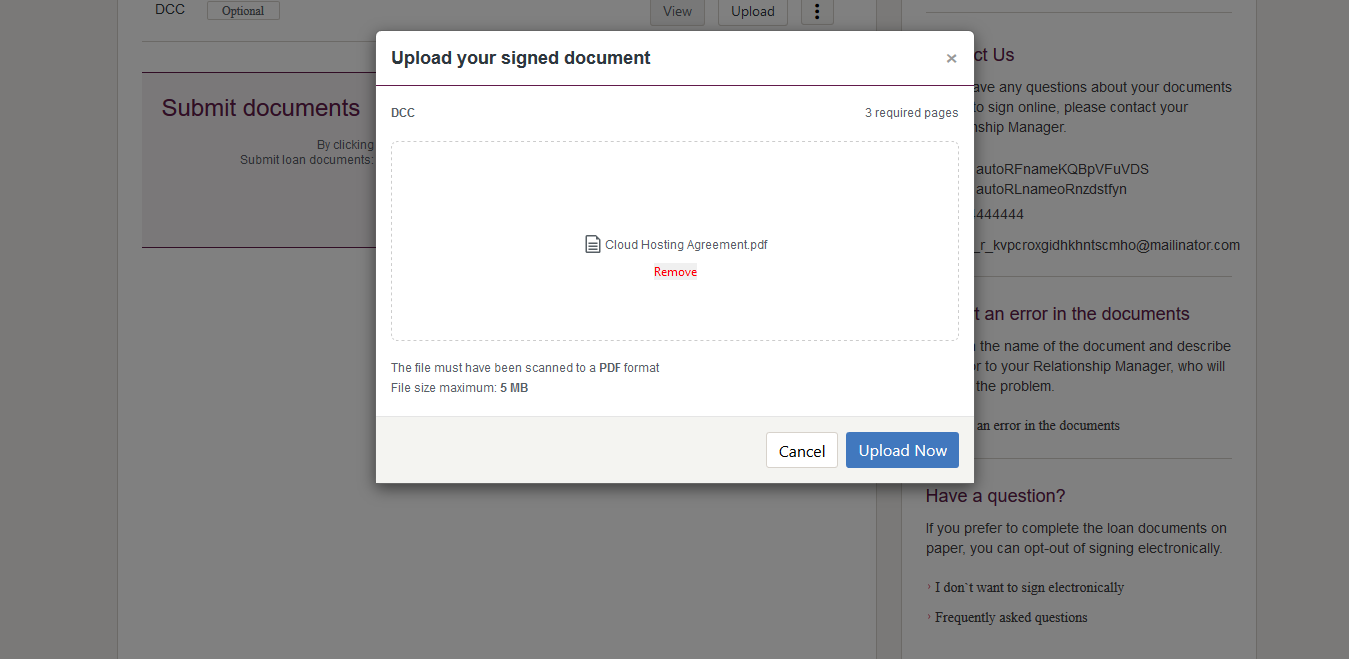 DCC
Optional
View
Upload
Upload your signed document
×
DCC
3 required pages
Cloud Hosting Agreement.pdf
Remove
The file must have been scanned to a PDF format
File size maximum: 5 MB
Cancel
Upload Now
Submit documents
By clicking
Submit loan documents:
ct Us
ave any questions about your documents
to sign online, please contact your
nship Manager.
autoRFnameKQBpVFuVDS
autoRLnameoRnzdstfyn
444444
_r_kvpcroxgidhkhntscmho@mailinator.com
t an error in the documents
the name of the document and describe
or to your Relationship Manager, who will
the problem.
an error in the documents
Have a question?
If you prefer to complete the loan documents on
paper, you can opt-out of signing electronically.
› I don`t want to sign electronically
› Frequently asked questions